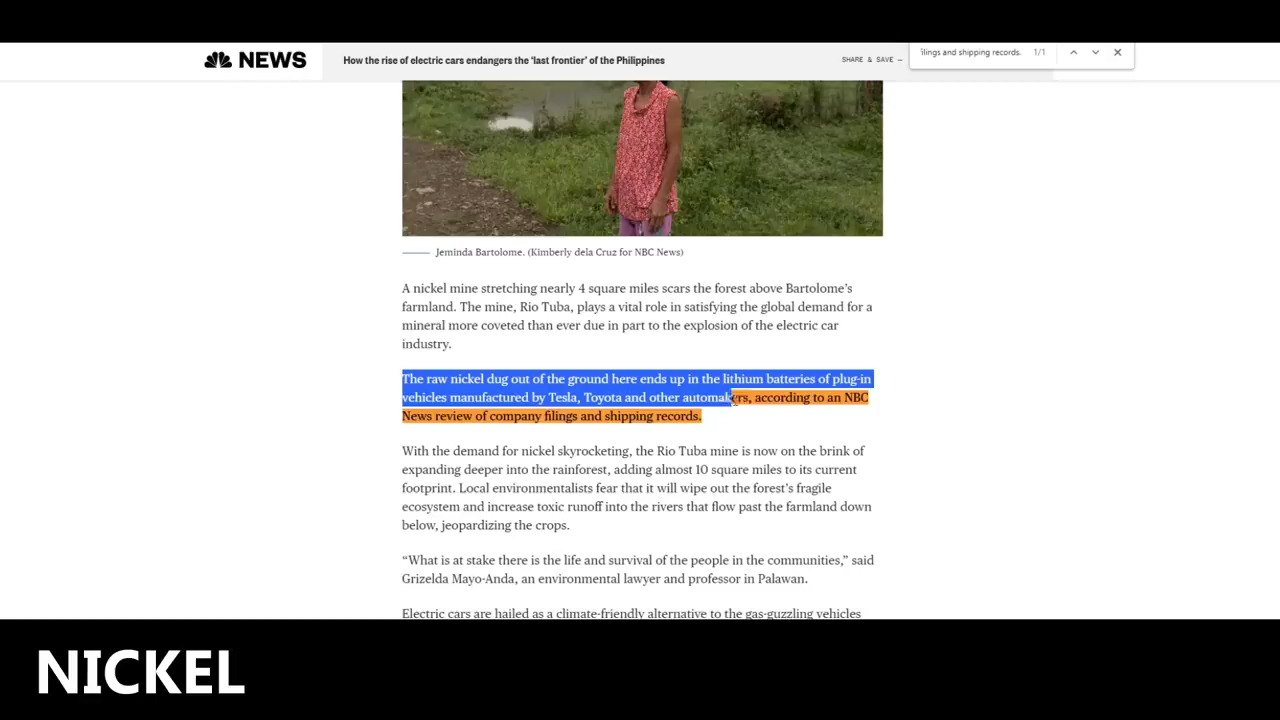 NEWS
How the rise of electric cars endangers the ‘last frontier’ of the Philippines
SHARE & SAVE —
filings and shipping records. 1/1
Jeminda Bartolome. (Kimberly dela Cruz for NBC News)
A nickel mine stretching nearly 4 square miles scars the forest above Bartolome’s
farmland. The mine, Rio Tuba, plays a vital role in satisfying the global demand for a
mineral more coveted than ever due in part to the explosion of the electric car
industry.
The raw nickel dug out of the ground here ends up in the lithium batteries of plug-in
vehicles manufactured by Tesla, Toyota and other automakers, according to an NBC
News review of company filings and shipping records.
With the demand for nickel skyrocketing, the Rio Tuba mine is now on the brink of
expanding deeper into the rainforest, adding almost 10 square miles to its current
footprint. Local environmentalists fear that it will wipe out the forest’s fragile
ecosystem and increase toxic runoff into the rivers that flow past the farmland down
below, jeopardizing the crops.
“What is at stake there is the life and survival of the people in the communities,” said
Grizelda Mayo-Anda, an environmental lawyer and professor in Palawan.
Electric cars are hailed as a climate-friendly alternative to the gas-guzzling vehicles
NICKEL